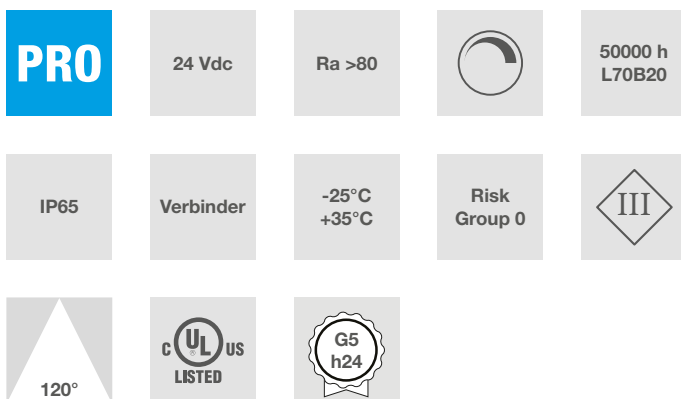 PRO
24 Vdc
Ra >80
50000 h
L70B20
IP65
Verbinder
-25°C
+35°C
Risk
Group 0
III
120°
C UL US
®
LISTED
G5
h24